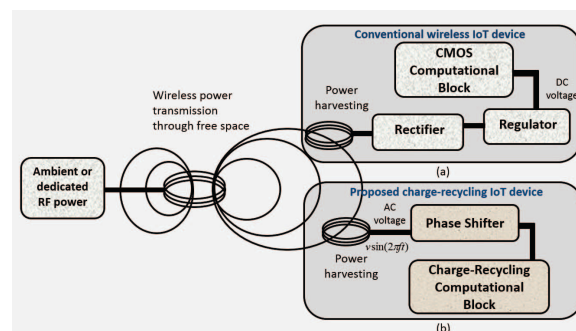 Conventional wireless IoT device
CMOS
Computational
Block
DC
voltage
Power
harvesting
Rectifier
Regulator
(a)
Wireless power
transmission
through free space
Ambient or
dedicated
RF power
Proposed charge-recycling IoT device
AC
voltage
vsin(2πft)
Phase Shifter
Power
harvesting
Charge-Recycling
Computational
Block
(b)